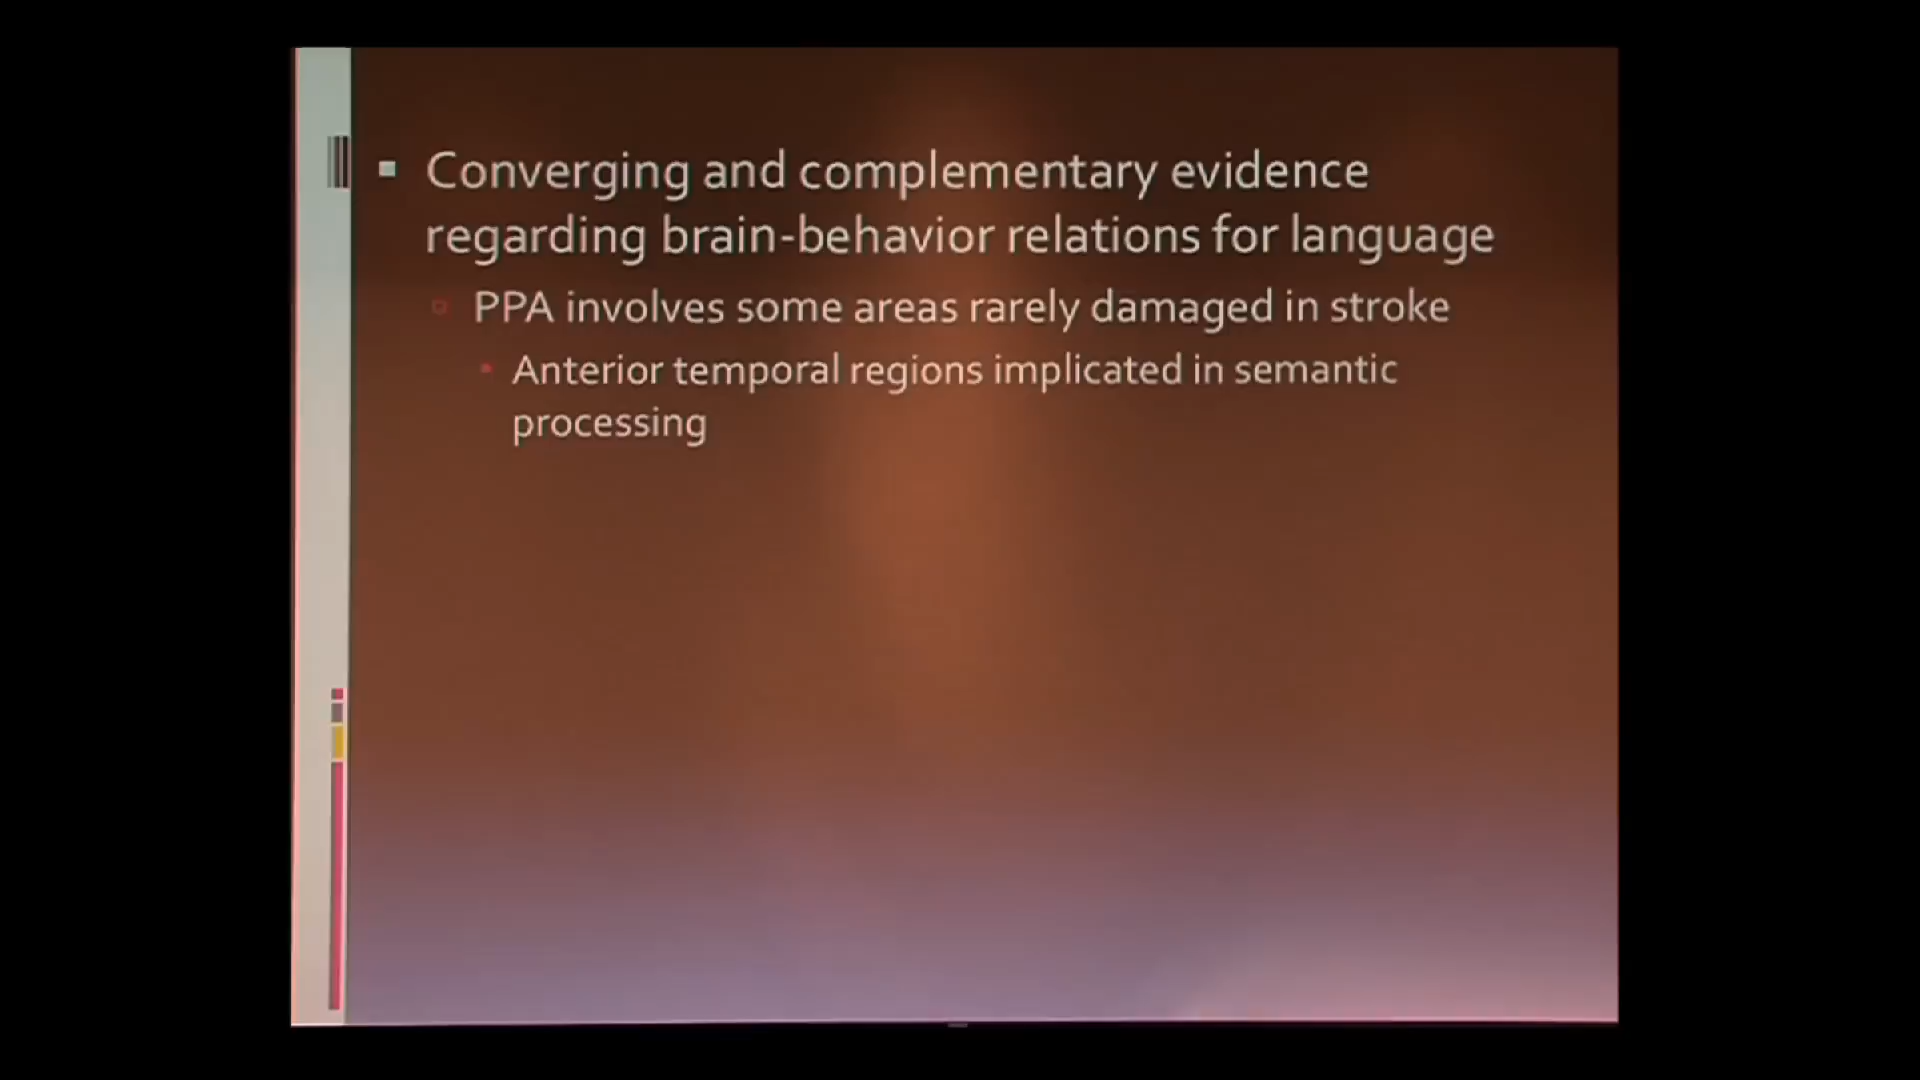 Converging and complementary evidence
regarding brain-behavior relations for language
PPA involves some areas rarely damaged in stroke
Anterior temporal regions implicated in semantic
processing